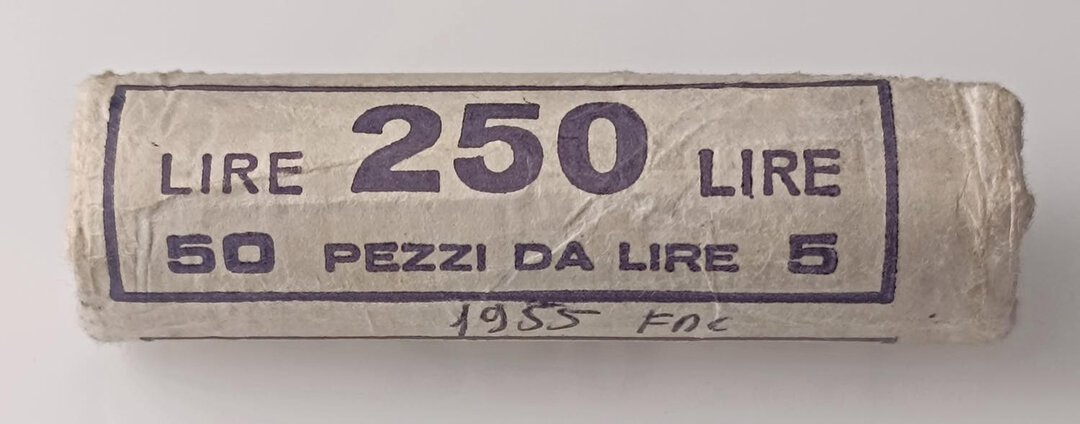 LIRE 250 LIRE
50 PEZZI DA LIRE 5
1955 FDC